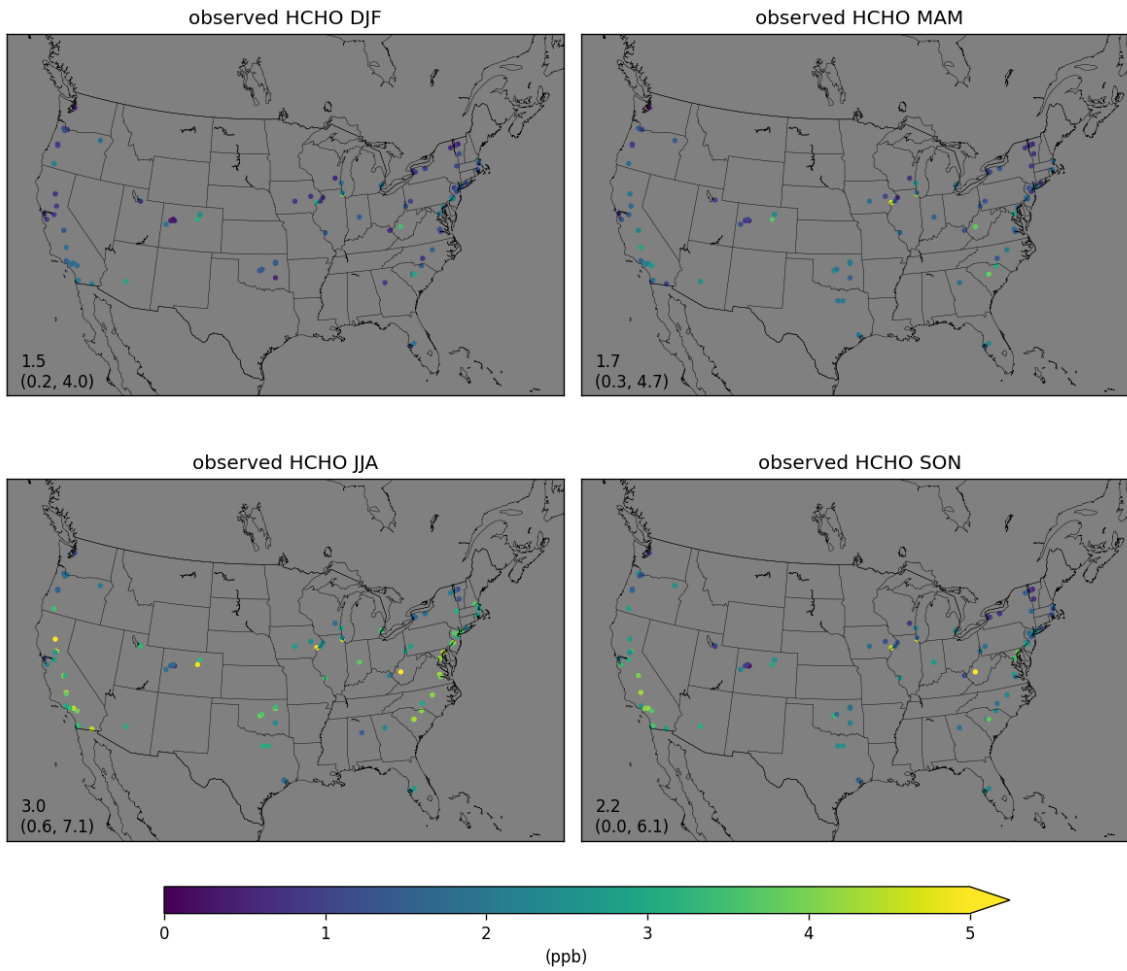 observed HCHO DJF
observed HCHO MAM
1.5
(0.2, 4.0)
1.7
(0.3, 4.7)
observed HCHO JJA
observed HCHO SON
3.0
(0.6, 7.1)
2.2
(0.0, 6.1)
0 1 2 3 4 5
(ppb)